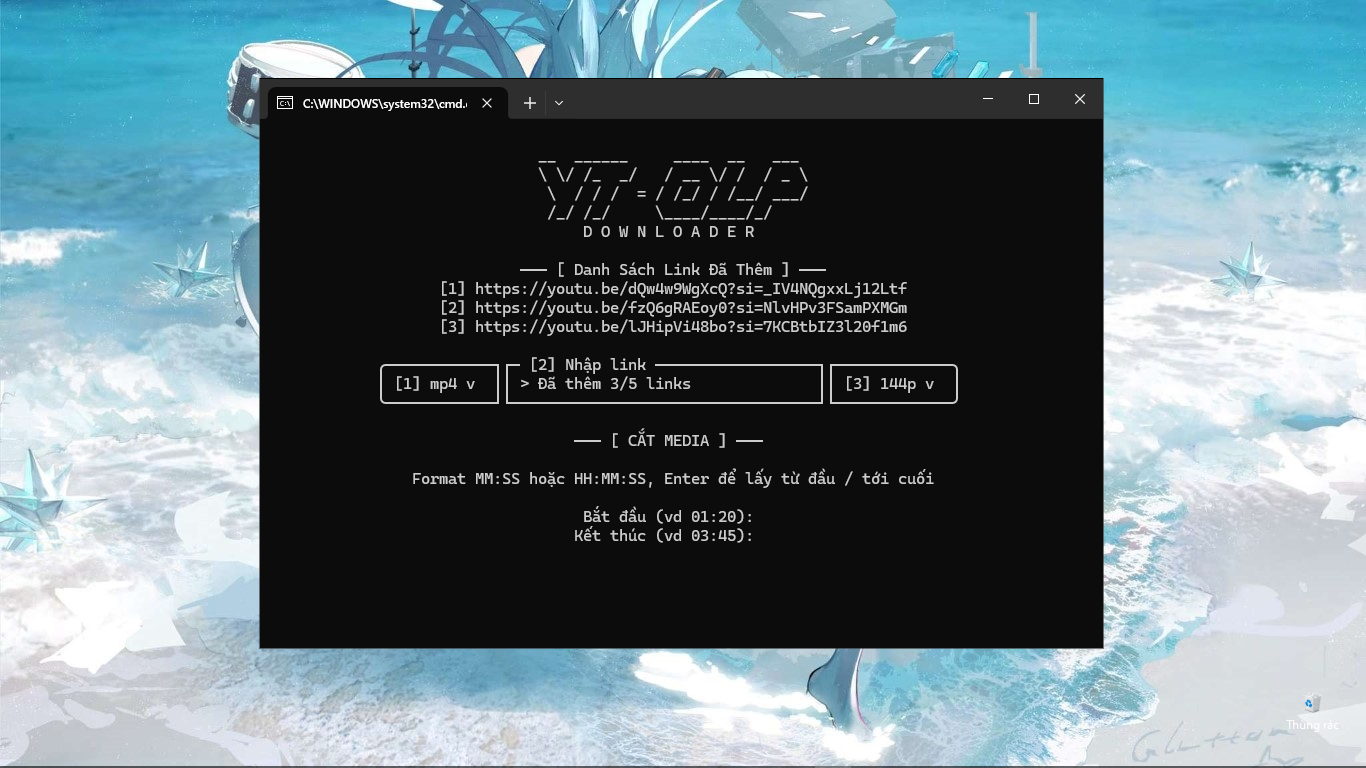 C:\WINDOWS\system32\cmd.e
YT-DLP
DOWNLOADER
─── [ Danh Sách Link Đã Thêm ] ───
[1] https://youtu.be/dQw4w9WgXcQ?si=_IV4NQgxxLj12Ltf
[2] https://youtu.be/fzQ6gRAEoy0?si=NlvHPv3FSamPXMGm
[3] https://youtu.be/lJHipVi48bo?si=7KCBtbIZ3l20f1m6
[2] Nhập link
[1] mp4 v
> Đã thêm 3/5 links
[3] 144p v
─── [ CẮT MEDIA ] ───
Format MM:SS hoặc HH:MM:SS, Enter để lấy từ đầu / tới cuối
Bắt đầu (vd 01:20):
Kết thúc (vd 03:45):
Thùng rác